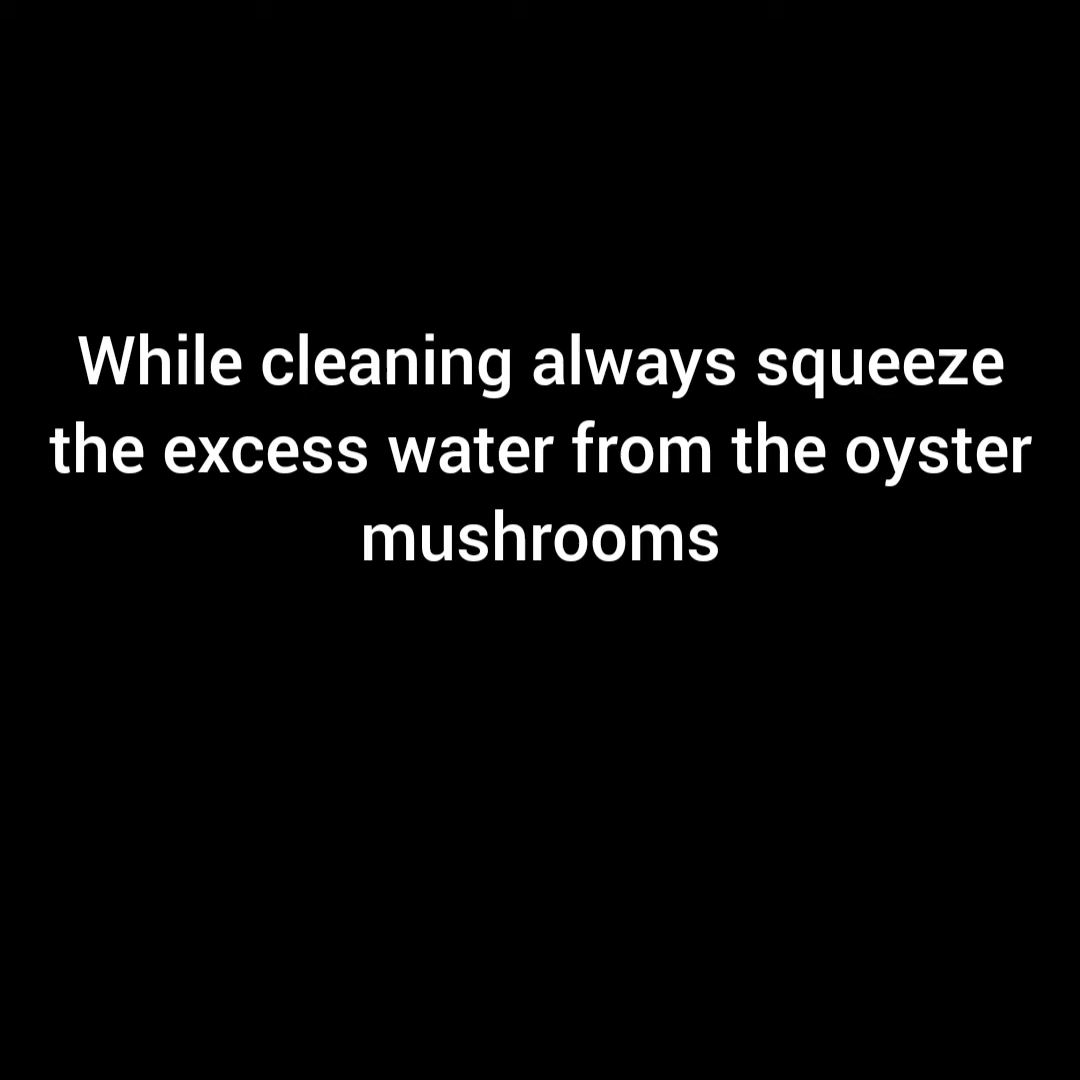 While cleaning always squeeze
the excess water from the oyster
mushrooms